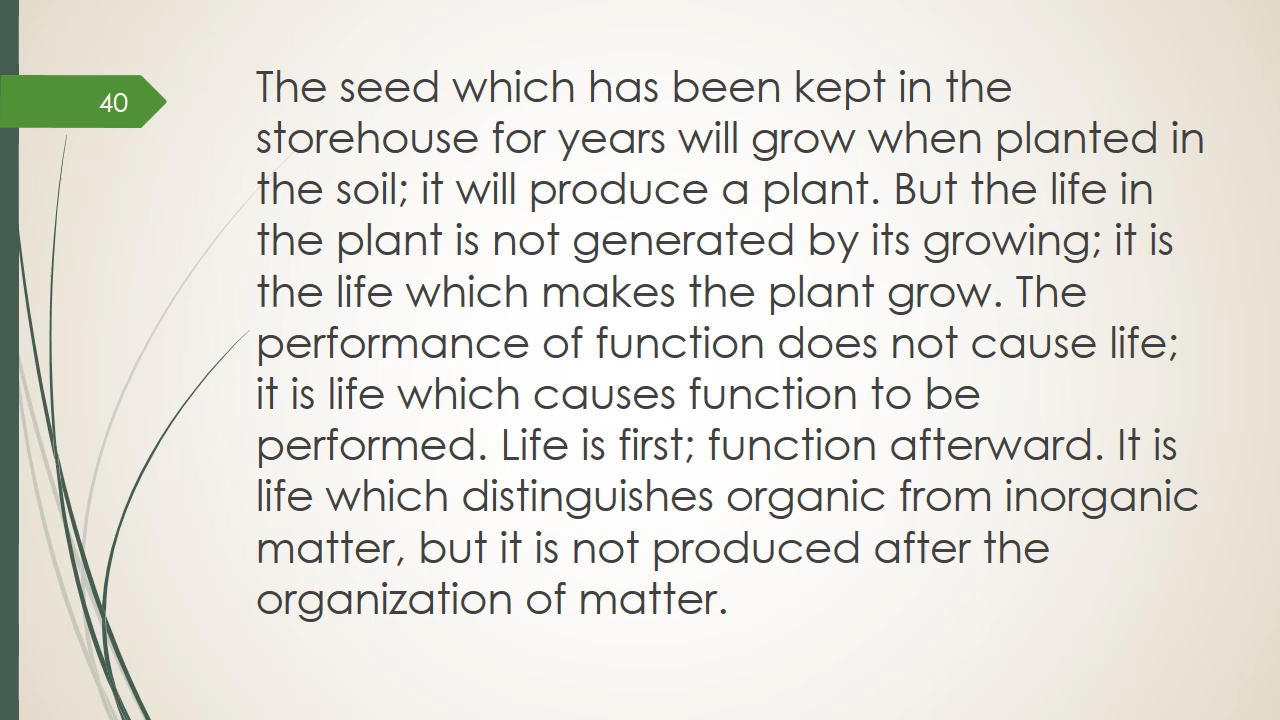 40
The seed which has been kept in the
storehouse for years will grow when planted in
the soil; it will produce a plant. But the life in
the plant is not generated by its growing; it is
the life which makes the plant grow. The
performance of function does not cause life;
it is life which causes function to be
performed. Life is first; function afterward. It is
life which distinguishes organic from inorganic
matter, but it is not produced after the
organization of matter.